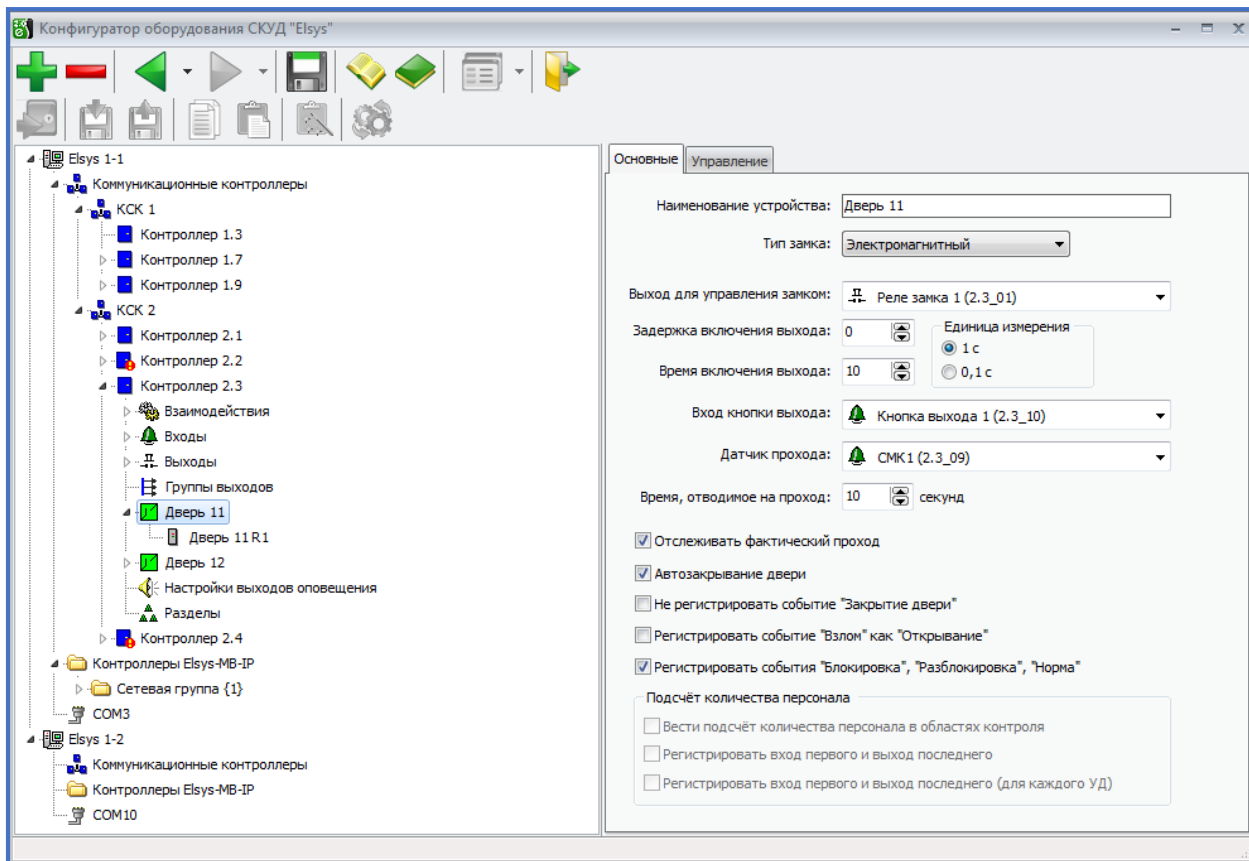 Конфигуратор оборудования СКУД "Elsys"
Elsys 1-1
Коммуникационные контроллеры
КСК 1
Контроллер 1.3
Контроллер 1.7
Контроллер 1.9
КСК 2
Контроллер 2.1
Контроллер 2.2
Контроллер 2.3
Взаимодействия
Входы
Выходы
Группы выходов
Дверь 11
Дверь 11 R1
Дверь 12
Настройки выходов оповещения
Разделы
Контроллер 2.4
Контроллеры Elsys-MB-IP
Сетевая группа {1}
COM3
Elsys 1-2
Коммуникационные контроллеры
Контроллеры Elsys-MB-IP
COM10
Основные Управление
Наименование устройства: Дверь 11
Тип замка: Электромагнитный
Выход для управления замком: Реле замка 1 (2.3_01)
Задержка включения выхода: 0
Единица измерения
1 с
Время включения выхода: 10
0,1 с
Вход кнопки выхода: Кнопка выхода 1 (2.3_10)
Датчик прохода: СМК1 (2.3_09)
Время, отводимое на проход: 10 секунд
Отслеживать фактический проход
Автозакрывание двери
Не регистрировать событие "Закрытие двери"
Регистрировать событие "Взлом" как "Открывание"
Регистрировать события "Блокировка", "Разблокировка", "Норма"
Подсчёт количества персонала
Вести подсчёт количества персонала в областях контроля
Регистрировать вход первого и выход последнего
Регистрировать вход первого и выход последнего (для каждого УД)